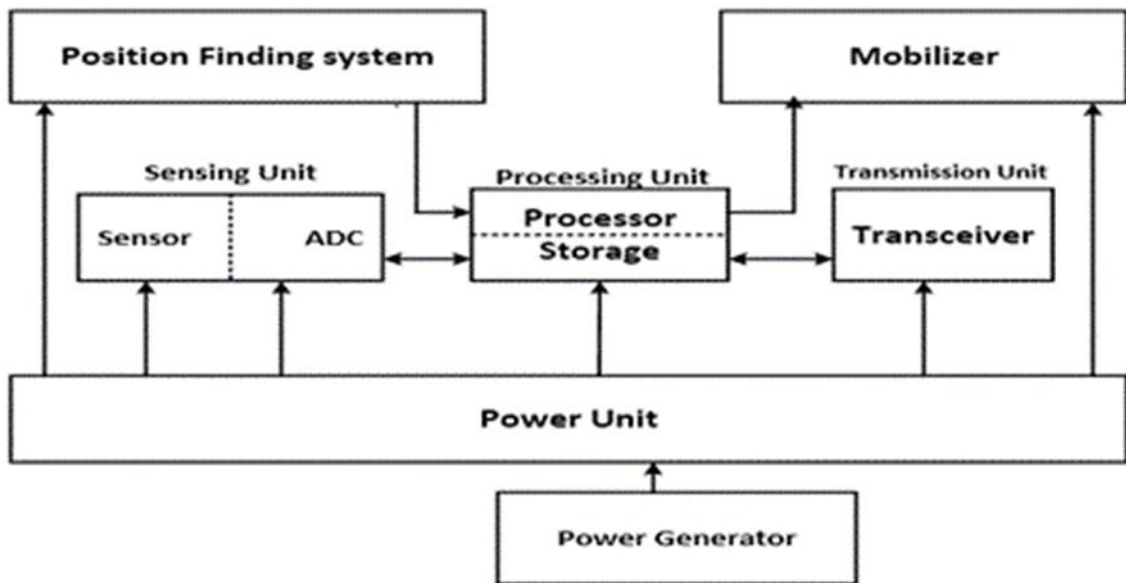 Position Finding system
Mobilizer
Sensing Unit
Processing Unit
Transmission Unit
Sensor
ADC
Processor
Storage
Transceiver
Power Unit
Power Generator